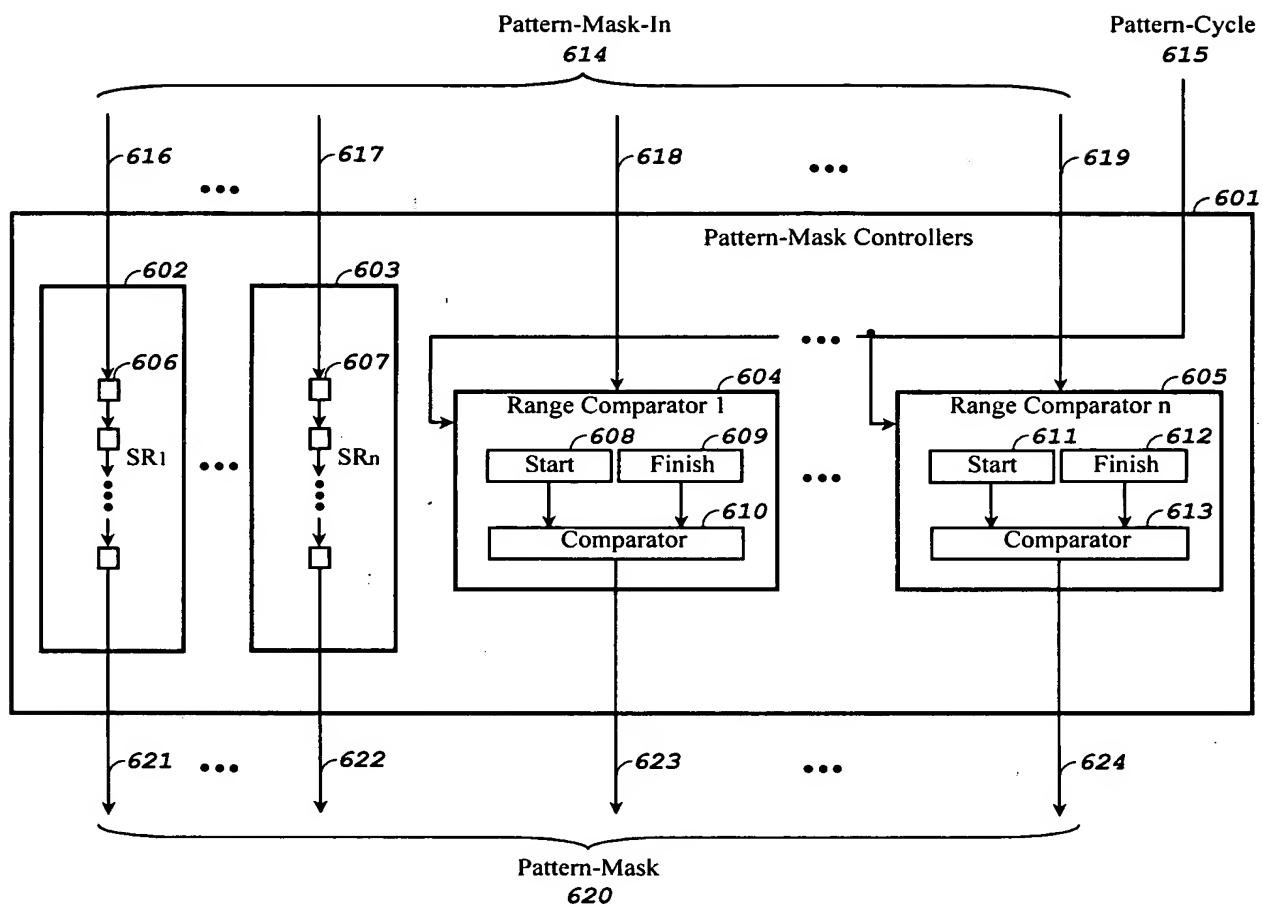 Pattern-Mask-In
614
Pattern-Cycle
615
616
617
618
619
601
Pattern-Mask Controllers
602
603
606
607
604
605
Range Comparator 1
Range Comparator n
608
609
611
612
SR1
SRn
Start
Finish
Start
Finish
610
613
Comparator
Comparator
621
622
623
624
Pattern-Mask
620